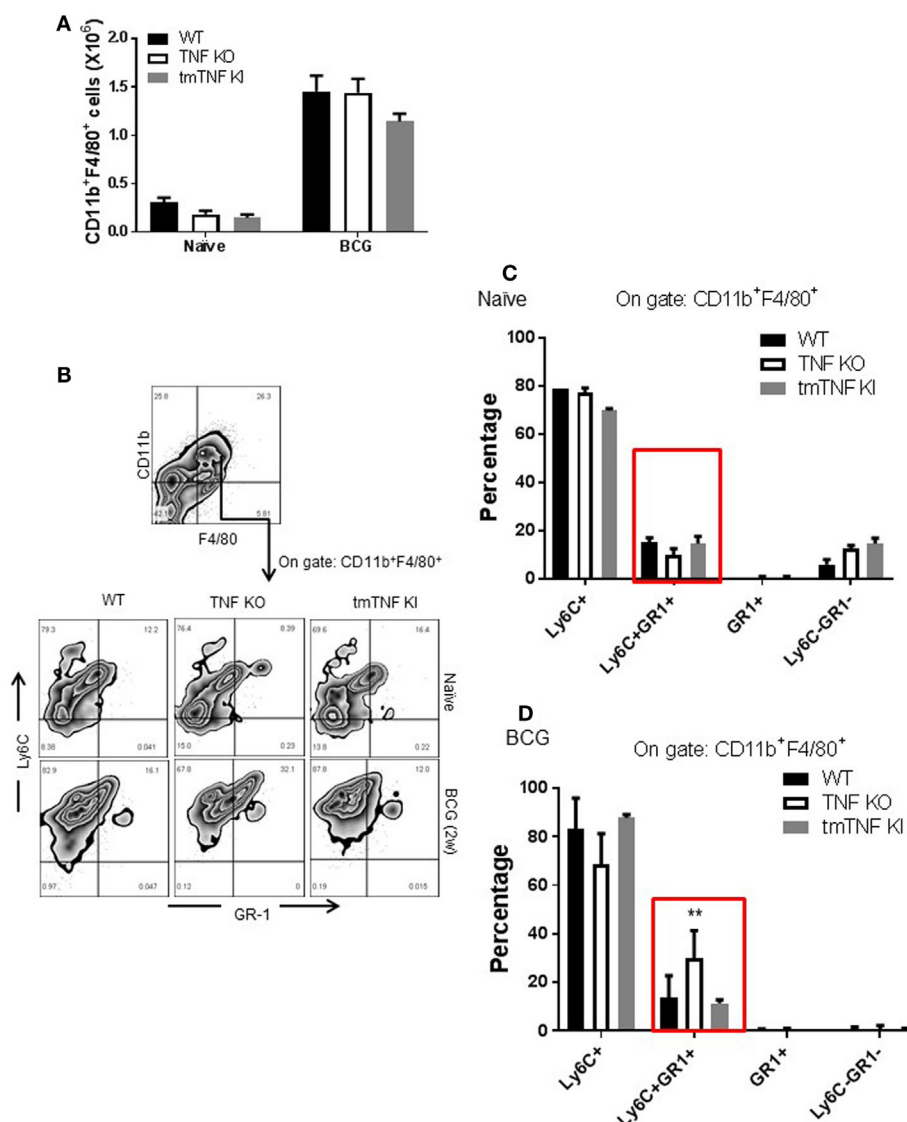 A
WT
TNF KO
tmTNF KI
CD11b+F4/80+ cells (X10^6)
2.0
1.5
1.0
0.5
0.0
Naïve
BCG
B
25.8
26.3
CD11b
42.1
5.81
F4/80
On gate: CD11b+F4/80+
WT
TNF KO
tmTNF KI
79.3
12.2
76.4
8.39
69.6
16.4
Naïve
8.38
0.041
15.0
0.23
13.8
0.22
Ly6C
82.9
16.1
67.8
32.1
87.8
12.0
BCG (2w)
0.97
0.047
0.12
0
0.19
0.015
GR-1
C
Naïve
On gate: CD11b+F4/80+
WT
TNF KO
tmTNF KI
Percentage
100
80
60
40
20
0
Ly6C+
Ly6C+GR1+
GR1+
Ly6C-GR1-
D
BCG
On gate: CD11b+F4/80+
WT
TNF KO
tmTNF KI
Percentage
100
80
60
40
20
0
**
Ly6C+
Ly6C+GR1+
GR1+
Ly6C-GR1-